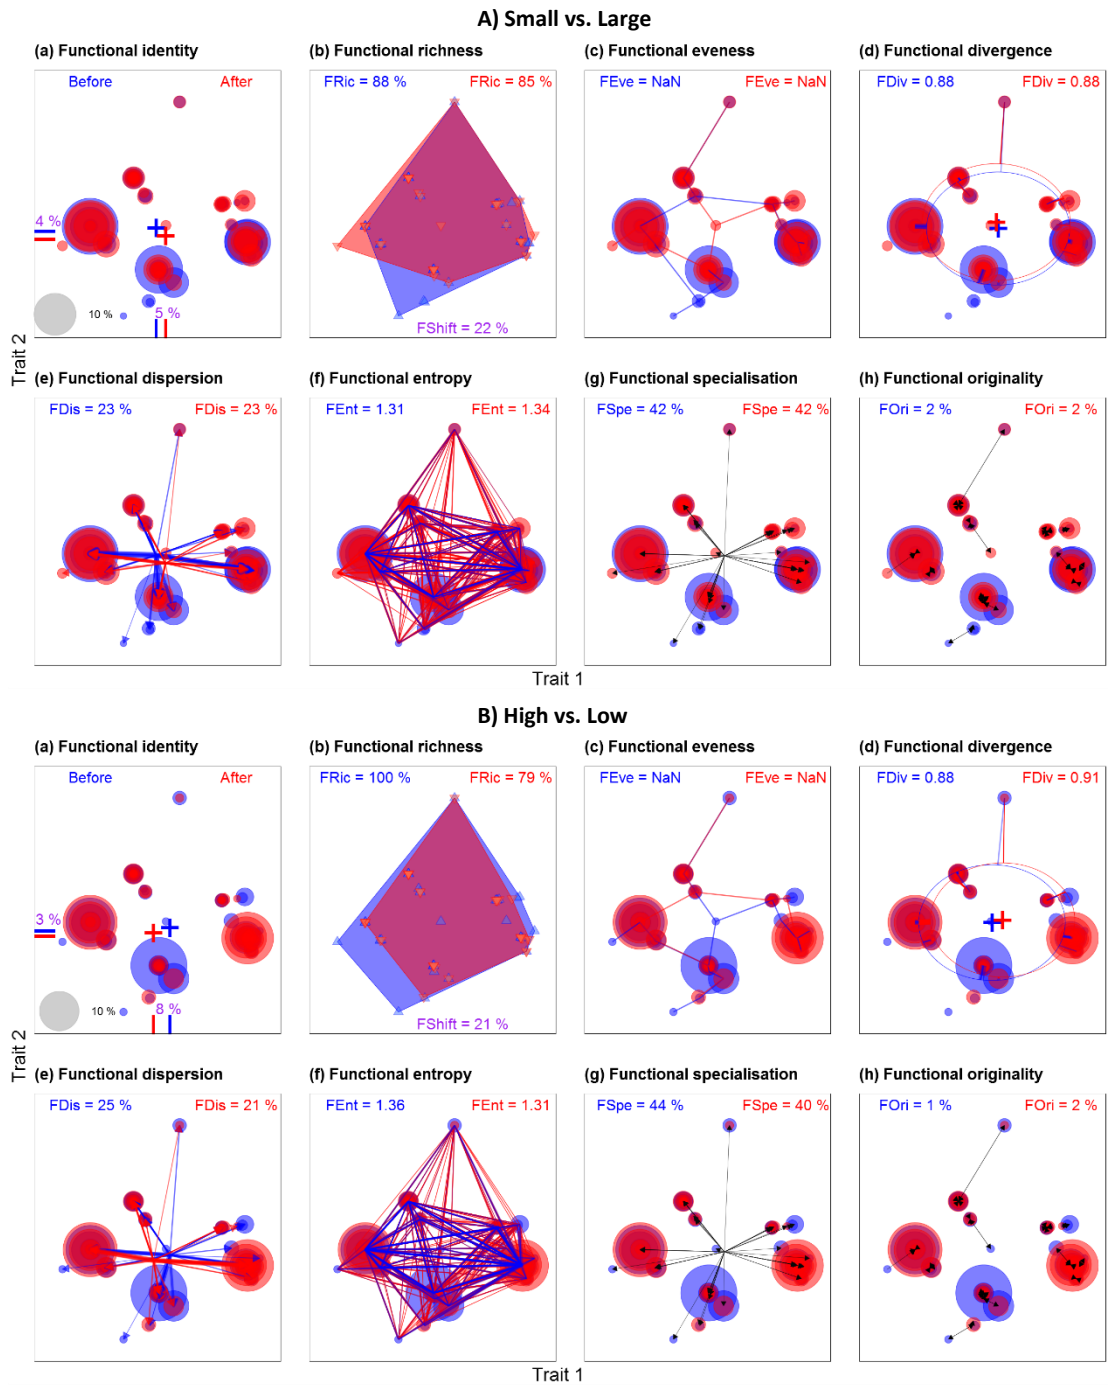 A) Small vs. Large
(a) Functional identity
(b) Functional richness
(c) Functional eveness
(d) Functional divergence
Before
After
FRic = 88 %
FRic = 85 %
FEve = NaN
FEve = NaN
FDiv = 0.88
FDiv = 0.88
4 %
10 %
5 %
FShift = 22 %
Trait 2
(e) Functional dispersion
(f) Functional entropy
(g) Functional specialisation
(h) Functional originality
FDis = 23 %
FDis = 23 %
FEnt = 1.31
FEnt = 1.34
FSpe = 42 %
FSpe = 42 %
FOri = 2 %
FOri = 2 %
Trait 1
B) High vs. Low
(a) Functional identity
(b) Functional richness
(c) Functional eveness
(d) Functional divergence
Before
After
FRic = 100 %
FRic = 79 %
FEve = NaN
FEve = NaN
FDiv = 0.88
FDiv = 0.91
3 %
10 %
8 %
FShift = 21 %
Trait 2
(e) Functional dispersion
(f) Functional entropy
(g) Functional specialisation
(h) Functional originality
FDis = 25 %
FDis = 21 %
FEnt = 1.36
FEnt = 1.31
FSpe = 44 %
FSpe = 40 %
FOri = 1 %
FOri = 2 %
Trait 1